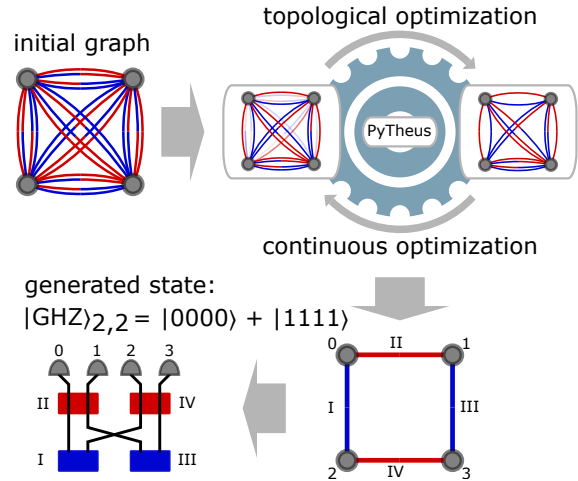 topological optimization
initial graph
PyTheus
continuous optimization
generated state:
|GHZ⟩2,2 = |0000⟩ + |1111⟩
0 1 2 3
II IV
I III
0 II 1
I III
2 IV 3